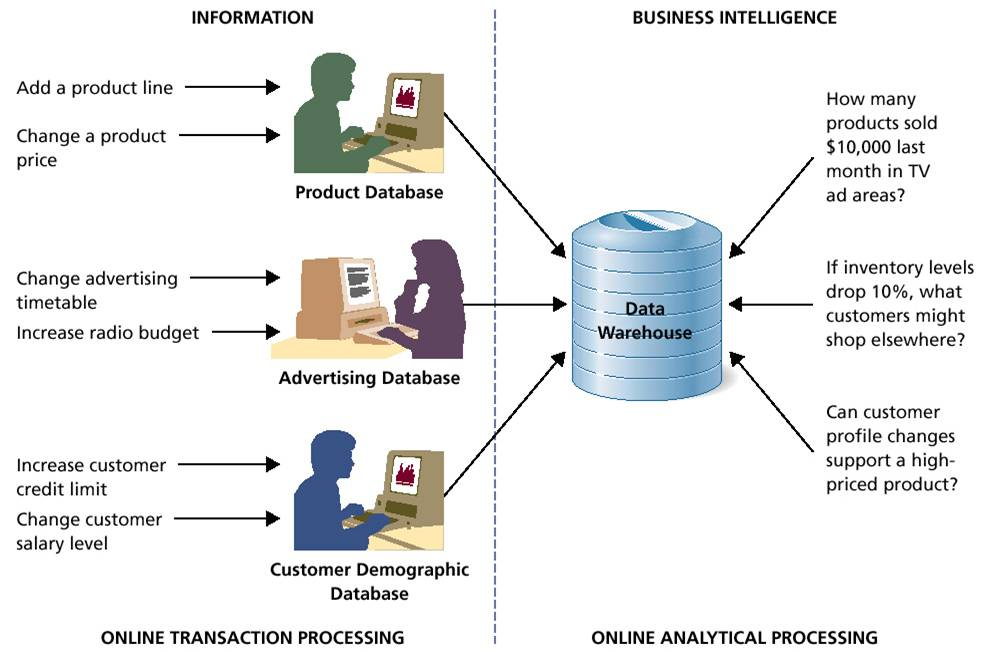 INFORMATION
BUSINESS INTELLIGENCE
Add a product line
Change a product
price
Product Database
Change advertising
timetable
Increase radio budget
Advertising Database
Increase customer
credit limit
Change customer
salary level
Customer Demographic
Database
Data
Warehouse
How many
products sold
$10,000 last
month in TV
ad areas?
If inventory levels
drop 10%, what
customers might
shop elsewhere?
Can customer
profile changes
support a high-
priced product?
ONLINE TRANSACTION PROCESSING
ONLINE ANALYTICAL PROCESSING